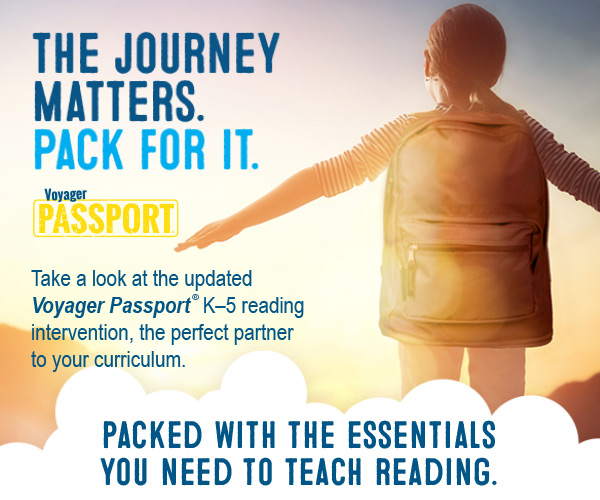 THE JOURNEY
MATTERS.
PACK FOR IT.
Voyager
PASSPORT
Take a look at the updated
Voyager Passport® K–5 reading
intervention, the perfect partner
to your curriculum.
PACKED WITH THE ESSENTIALS
YOU NEED TO TEACH READING.